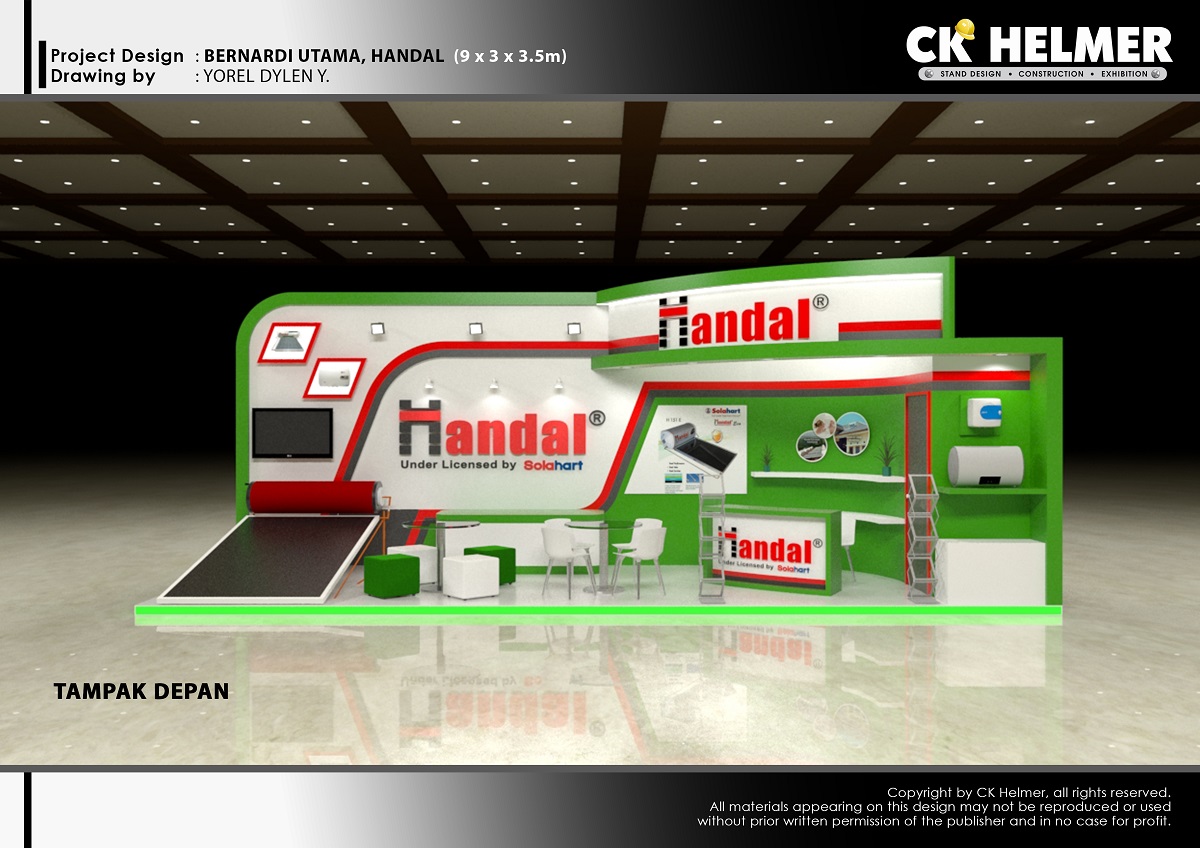 Project Design : BERNARDI UTAMA, HANDAL (9 x 3 x 3.5m)
Drawing by : YOREL DYLEN Y.
CK HELMER
STAND DESIGN • CONSTRUCTION • EXHIBITION
Handal®
Handal®
Under Licensed by Solahart
Solahart
Handal®
Under Licensed by Solahart
TAMPAK DEPAN
Copyright by CK Helmer, all rights reserved.
All materials appearing on this design may not be reproduced or used
without prior written permission of the publisher and in no case for profit.